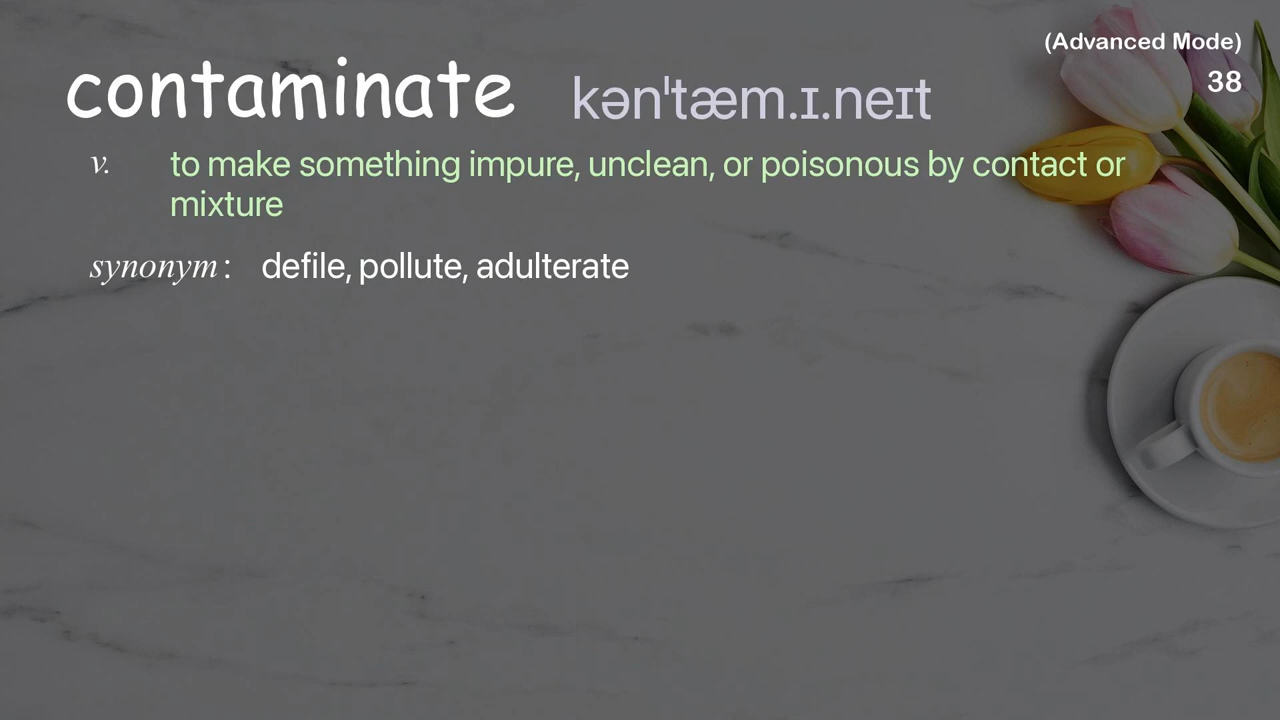 (Advanced Mode)
38
contaminate kən'tæm.ɪ.neɪt
v. to make something impure, unclean, or poisonous by contact or
mixture
synonym: defile, pollute, adulterate